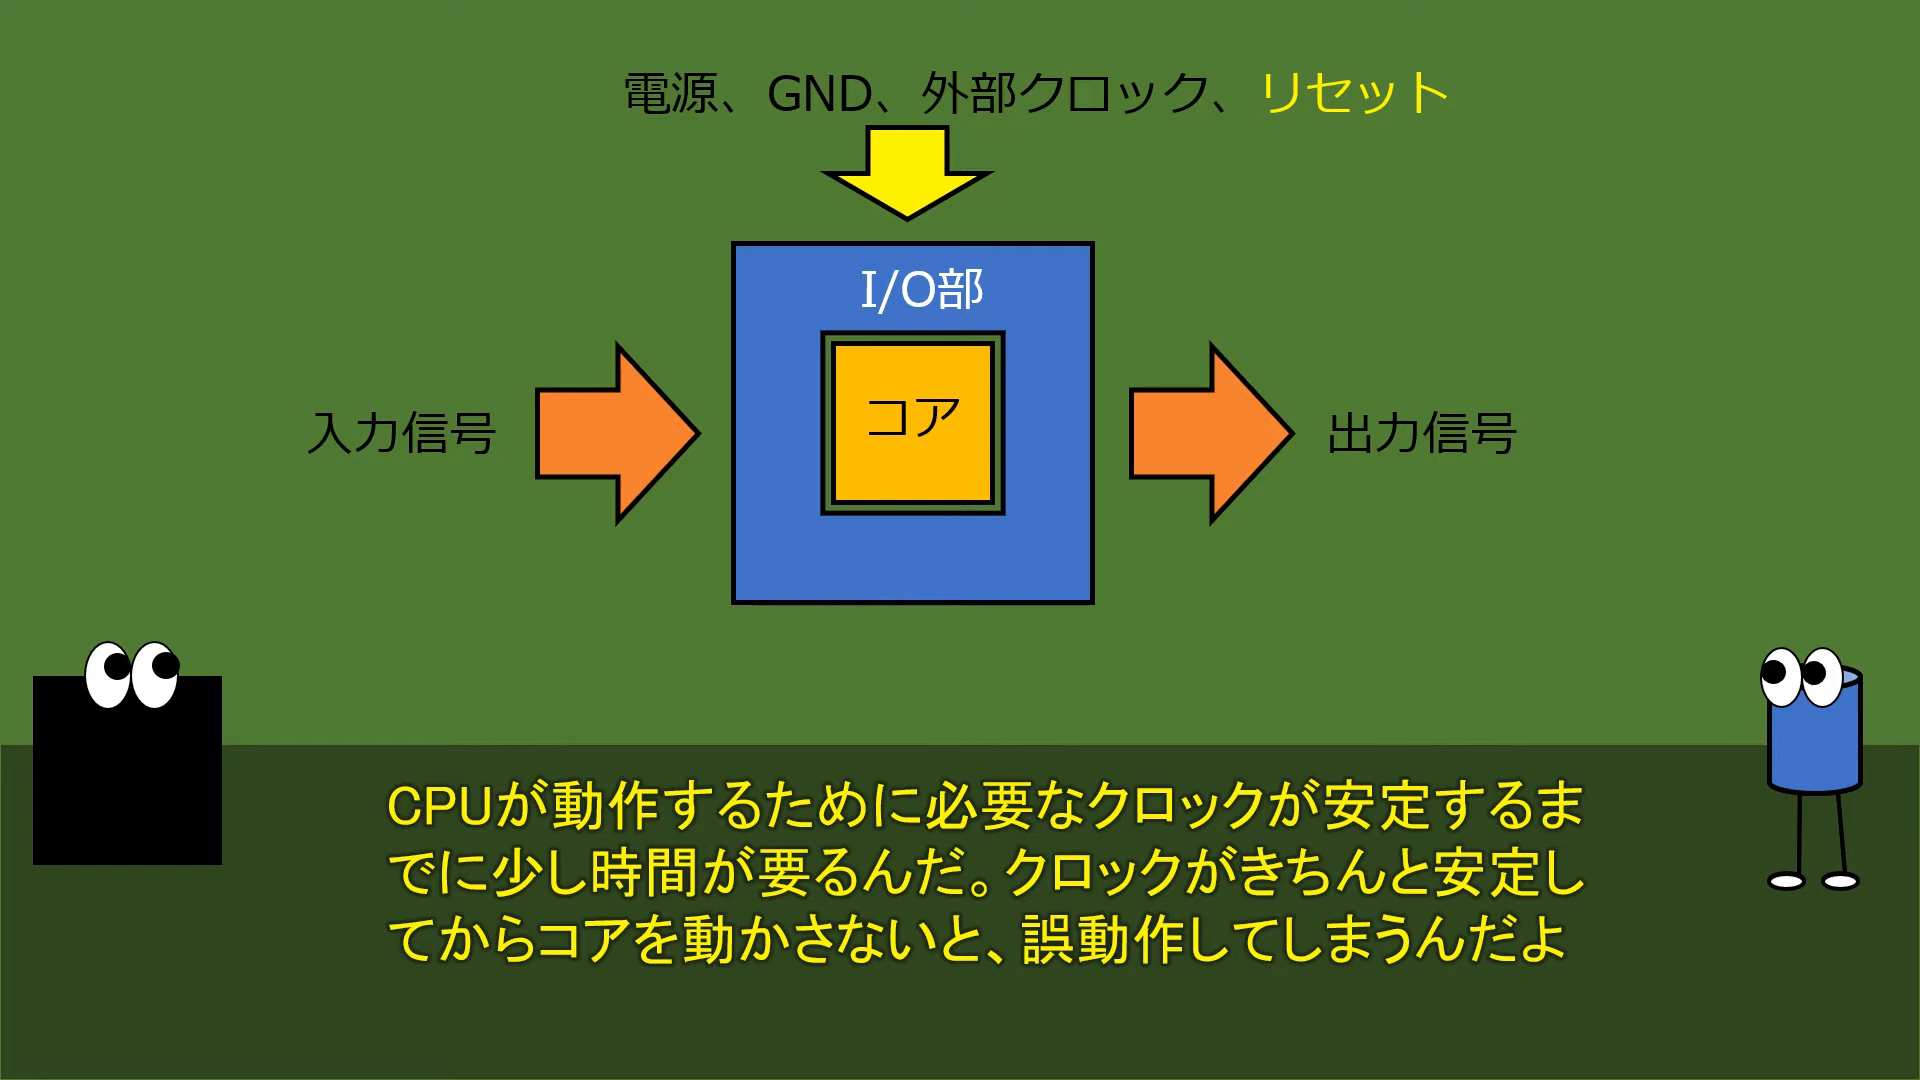 電源、GND、外部クロック、リセット
I/O部
コア
入力信号
出力信号
CPUが動作するために必要なクロックが安定するま
でに少し時間が要るんだ。クロックがきちんと安定し
てからコアを動かさないと、誤動作してしまうんだよ